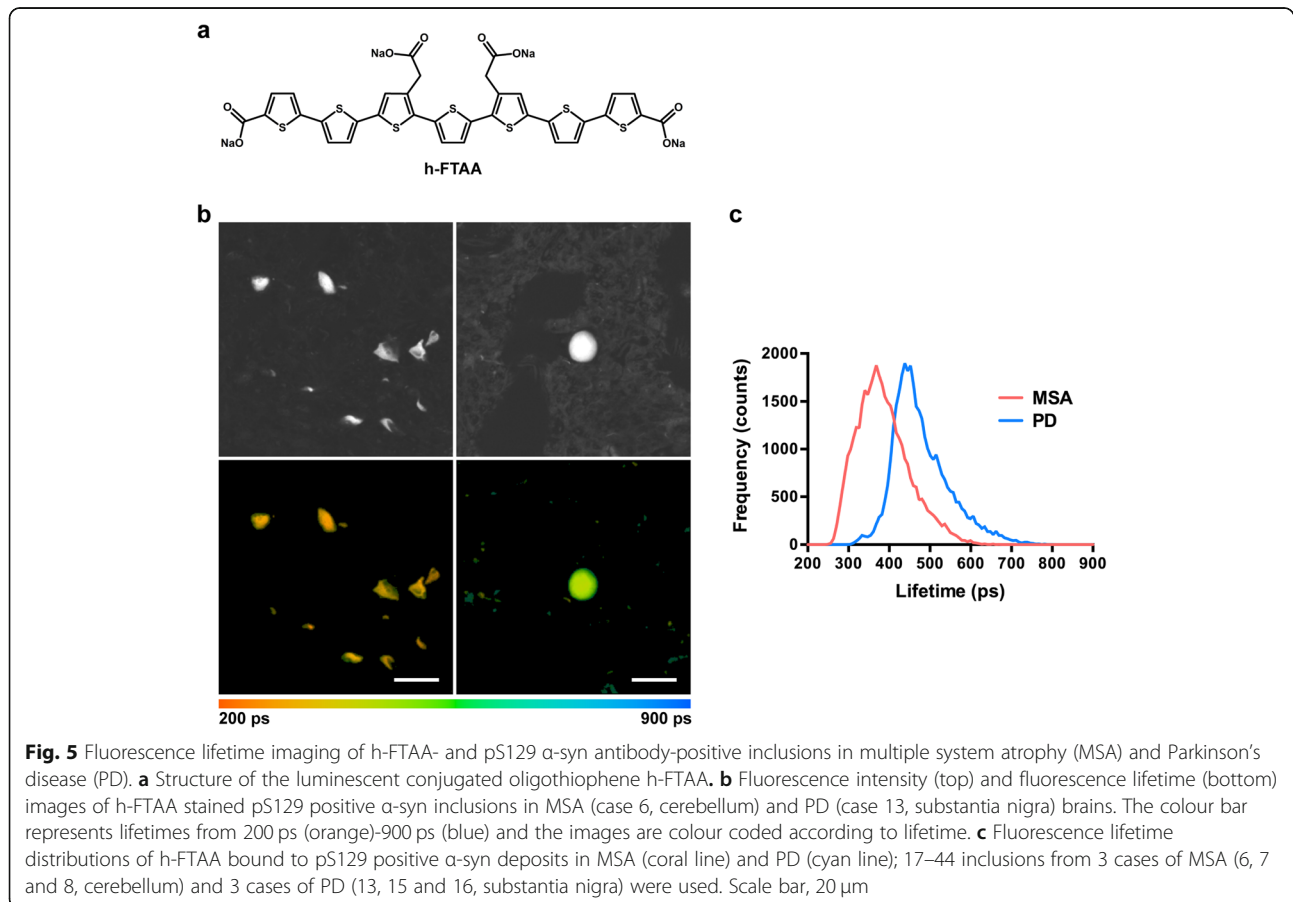 a
O
NaO
O
ONa
O
NaO
S
S
S
S
S
S
S
O
ONa
h-FTAA
b
200 ps
900 ps
c
Frequency (counts)
2000
1500
1000
500
0
200 300 400 500 600 700 800 900
Lifetime (ps)
MSA
PD
Fig. 5 Fluorescence lifetime imaging of h-FTAA- and pS129 α-syn antibody-positive inclusions in multiple system atrophy (MSA) and Parkinson's
disease (PD). a Structure of the luminescent conjugated oligothiophene h-FTAA. b Fluorescence intensity (top) and fluorescence lifetime (bottom)
images of h-FTAA stained pS129 positive α-syn inclusions in MSA (case 6, cerebellum) and PD (case 13, substantia nigra) brains. The colour bar
represents lifetimes from 200 ps (orange)-900 ps (blue) and the images are colour coded according to lifetime. c Fluorescence lifetime
distributions of h-FTAA bound to pS129 positive α-syn deposits in MSA (coral line) and PD (cyan line); 17–44 inclusions from 3 cases of MSA (6, 7
and 8, cerebellum) and 3 cases of PD (13, 15 and 16, substantia nigra) were used. Scale bar, 20 μm